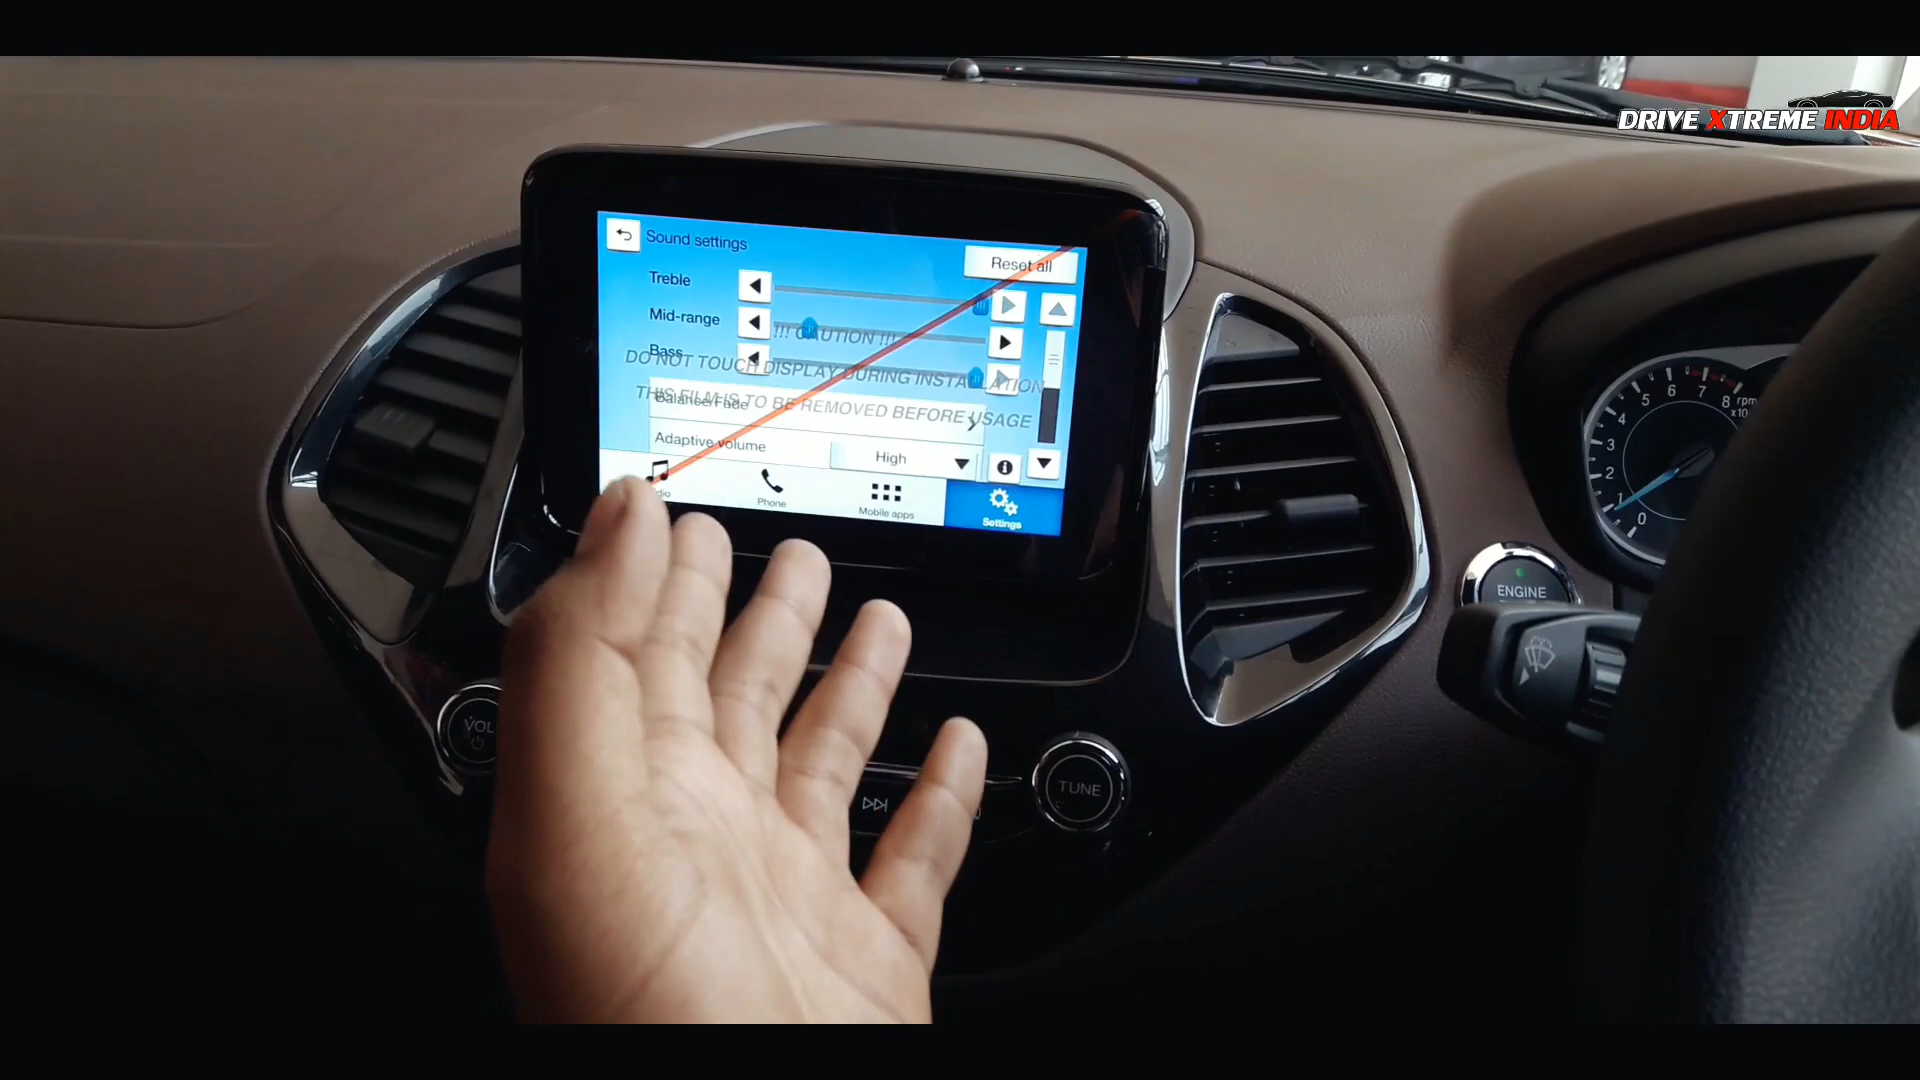 DRIVE XTREME INDIA
Sound settings
Reset all
Treble
Mid-range
!!! CAUTION !!!
Bass
DO NOT TOUCH DISPLAY DURING INSTALLATION
THIS FILM IS TO BE REMOVED BEFORE USAGE
Balance/Fade
Adaptive volume
High
Phone
Mobile apps
Settings
0
1
2
3
4
5
6
7
8
rpm
ENGINE
VOL
TUNE